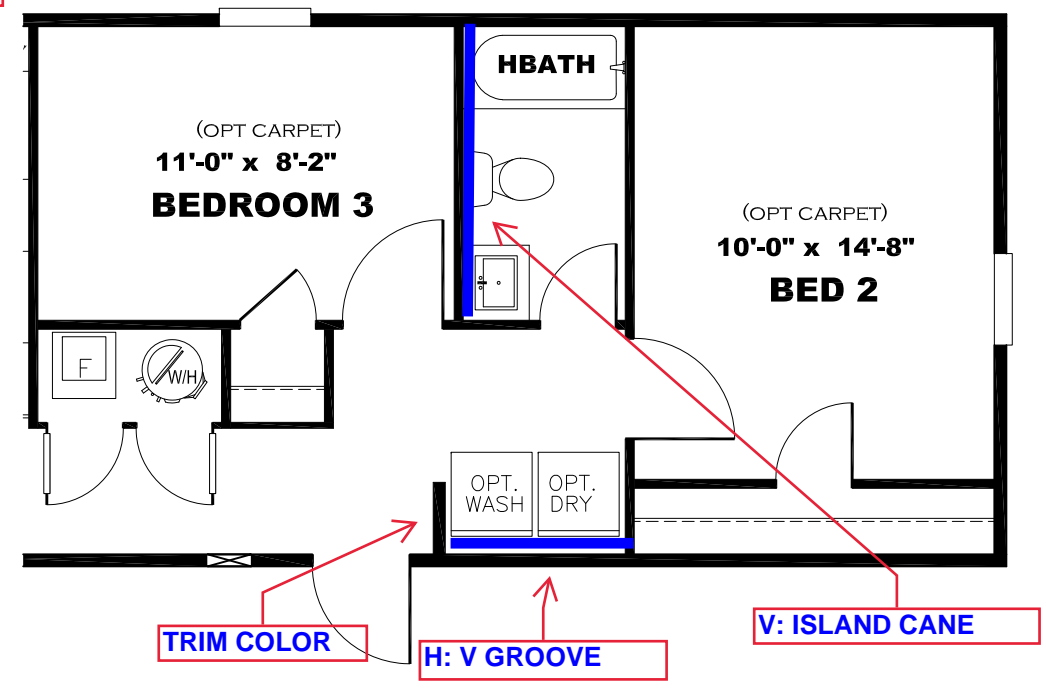 HBATH
(OPT CARPET)
11'-0" x 8'-2"
BEDROOM 3
(OPT CARPET)
10'-0" x 14'-8"
BED 2
F
W/H
OPT.
WASH
OPT.
DRY
TRIM COLOR
H: V GROOVE
V: ISLAND CANE